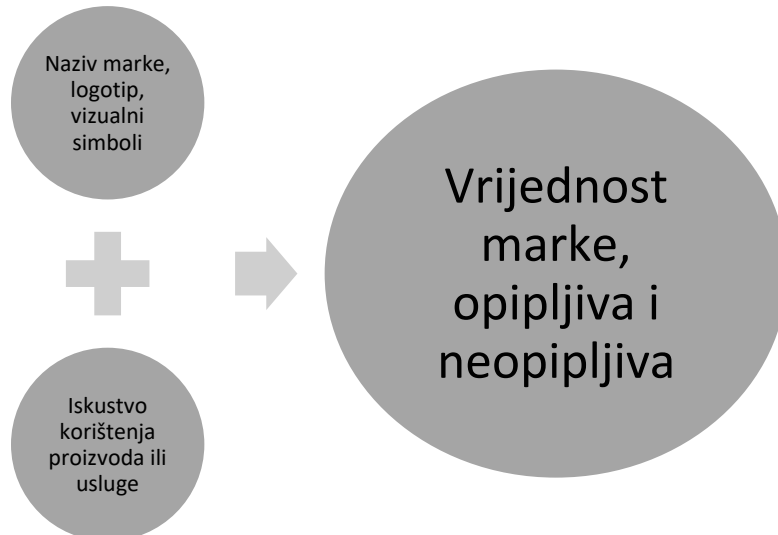 Naziv marke,
logotip,
vizualni
simboli
Iskustvo
korištenja
proizvoda ili
usluge
Vrijednost
marke,
opipljiva i
neopipljiva